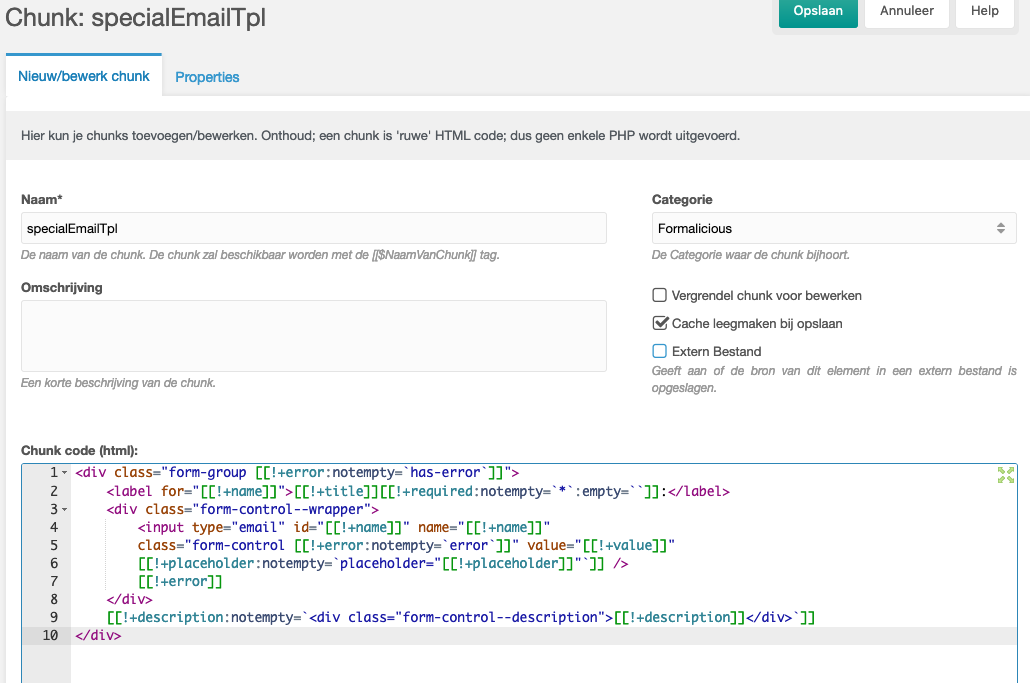 Chunk: specialEmailTpl
Opslaan
Annuleer
Help
Nieuw/bewerk chunk
Properties
Hier kun je chunks toevoegen/bewerken. Onthoud; een chunk is 'ruwe' HTML code; dus geen enkele PHP wordt uitgevoerd.
Naam*
specialEmailTpl
De naam van de chunk. De chunk zal beschikbaar worden met de [[$NaamVanChunk]] tag.
Omschrijving
Een korte beschrijving van de chunk.
Categorie
Formalicious
De Categorie waar de chunk bijhoort.
Vergrendel chunk voor bewerken
Cache leegmaken bij opslaan
Extern Bestand
Geeft aan of de bron van dit element in een extern bestand is
opgeslagen.
Chunk code (html):
1 <div class="form-group [[!+error:notempty=`has-error`]]">
2 <label for="[[!+name]]">[[!+title]][[!+required:notempty=`*`:empty=``]]:</label>
3 <div class="form-control--wrapper">
4 <input type="email" id="[[!+name]]" name="[[!+name]]"
5 class="form-control [[!+error:notempty=`error`]]" value="[[!+value]]"
6 [[!+placeholder:notempty=`placeholder="[[!+placeholder]]"`]] />
7 [[!+error]]
8 </div>
9 [[!+description:notempty=`<div class="form-control--description">[[!+description]]</div>`]]
10 </div>